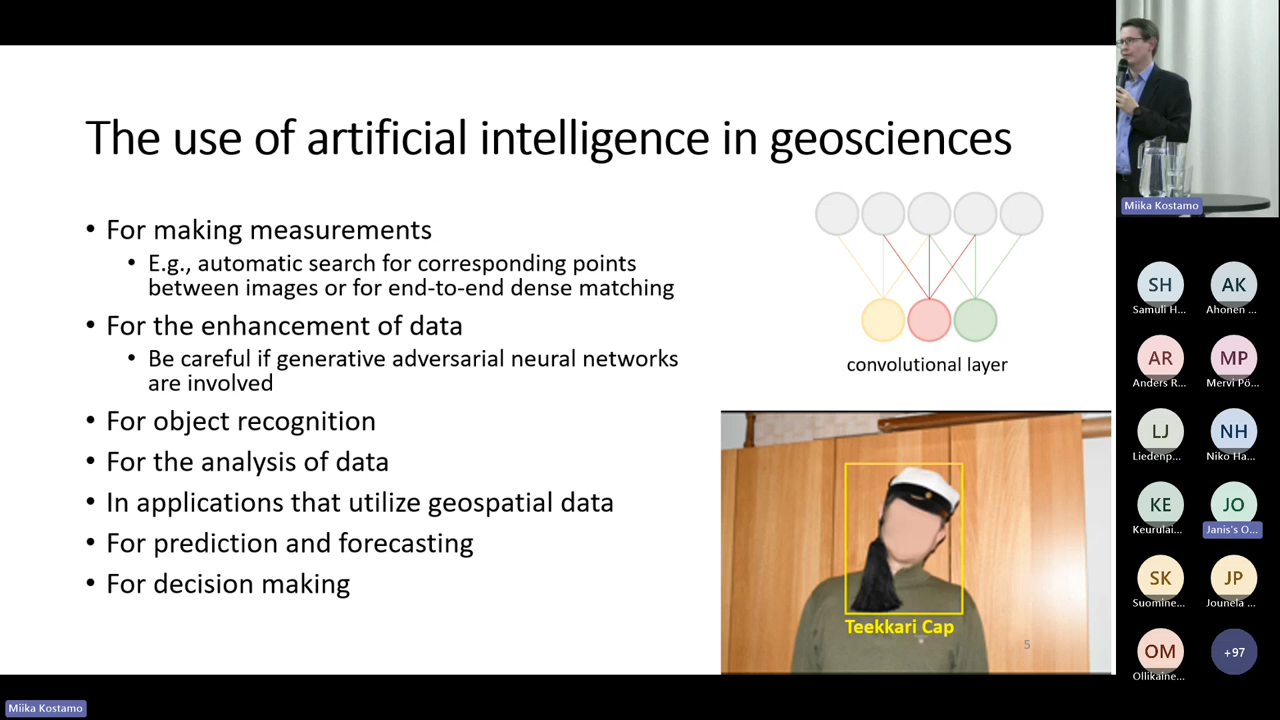 The use of artificial intelligence in geosciences
• For making measurements
• E.g., automatic search for corresponding points
between images or for end-to-end dense matching
• For the enhancement of data
• Be careful if generative adversarial neural networks
are involved
• For object recognition
• For the analysis of data
• In applications that utilize geospatial data
• For prediction and forecasting
• For decision making
convolutional layer
Teekkari Cap
5
Miika Kostamo
SH
Samuli H...
AK
Ahonen ...
AR
Anders R...
MP
Mervi Pö...
LJ
Liedenp...
NH
Niko Ha...
KE
Keurulai...
JO
Janis's O...
SK
Suomine...
JP
Jounela ...
OM
Ollikaine...
+97
Miika Kostamo